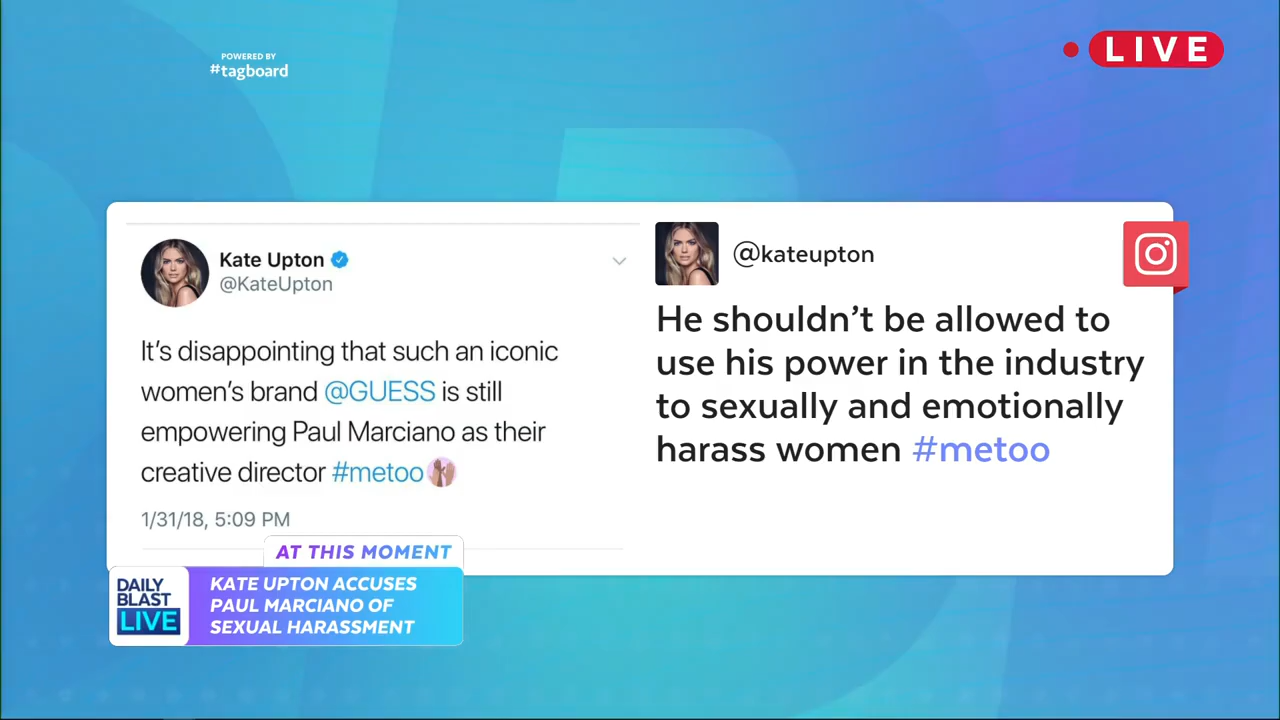 POWERED BY
#tagboard
LIVE
Kate Upton
@KateUpton
It's disappointing that such an iconic
women's brand @GUESS is still
empowering Paul Marciano as their
creative director #metoo
1/31/18, 5:09 PM
@kateupton
He shouldn’t be allowed to
use his power in the industry
to sexually and emotionally
harass women #metoo
AT THIS MOMENT
DAILY
BLAST
LIVE
KATE UPTON ACCUSES
PAUL MARCIANO OF
SEXUAL HARASSMENT